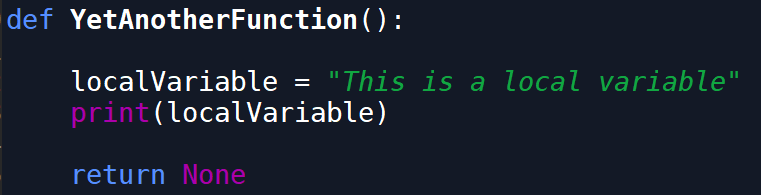 def YetAnotherFunction():
localVariable = "This is a local variable"
print(localVariable)
return None